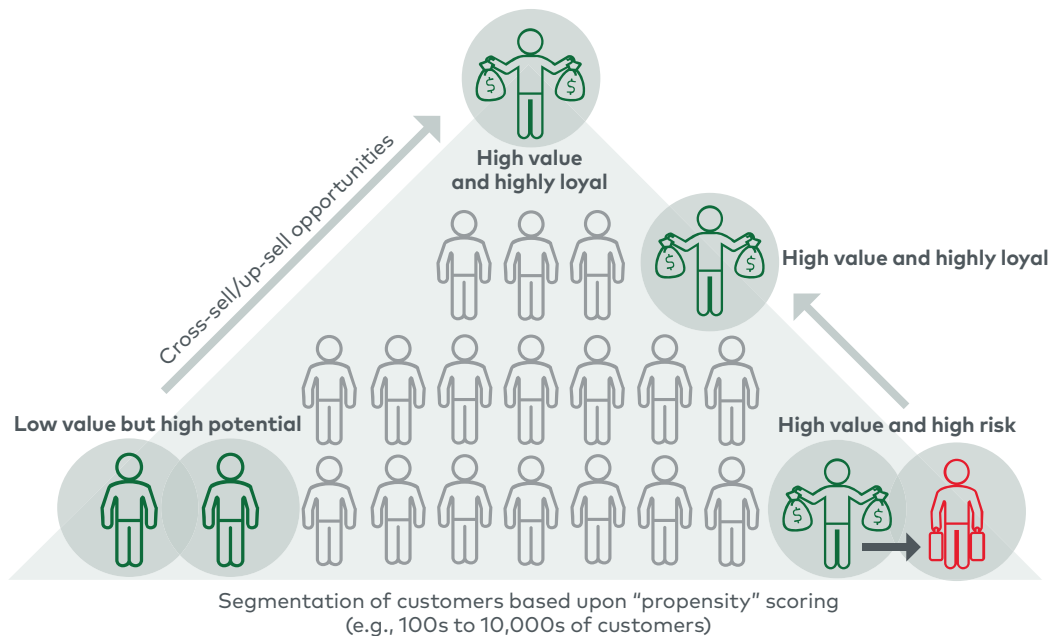 $ $
High value
and highly loyal
Cross-sell/up-sell opportunities
$ $
High value and highly loyal
Low value but high potential
High value and high risk
$ $
Segmentation of customers based upon “propensity” scoring
(e.g., 100s to 10,000s of customers)